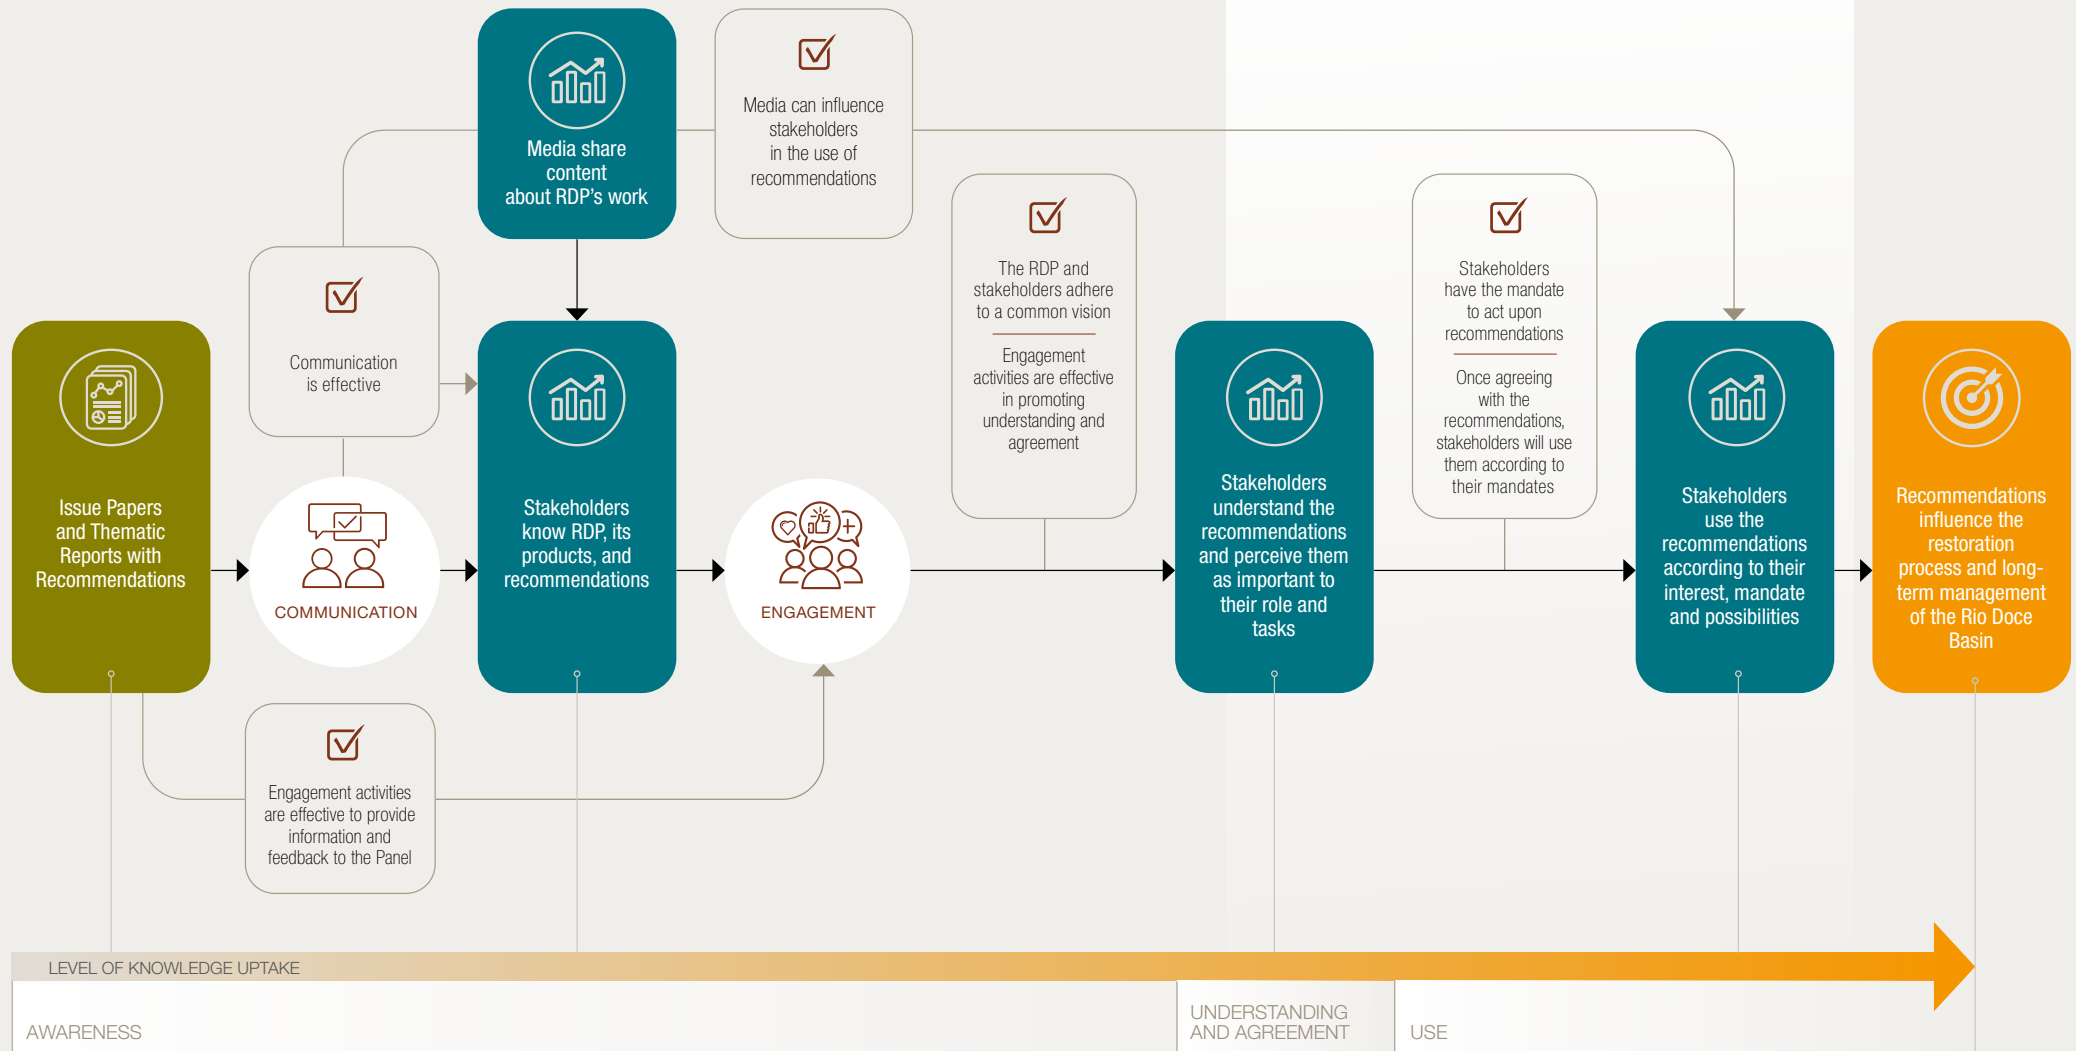 Media share
content
about RDP's work
Media can influence
stakeholders
in the use of
recommendations
Communication
is effective
The RDP and
stakeholders adhere
to a common vision
Engagement
activities are effective
in promoting
understanding and
agreement
Stakeholders
have the mandate
to act upon
recommendations
Once agreeing
with the
recommendations,
stakeholders will use
them according to
their mandates
Issue Papers
and Thematic
Reports with
Recommendations
COMMUNICATION
Stakeholders
know RDP, its
products, and
recommendations
ENGAGEMENT
Stakeholders
understand the
recommendations
and perceive them
as important to
their role and
tasks
Stakeholders
use the
recommendations
according to their
interest, mandate
and possibilities
Recommendations
influence the
restoration
process and long-
term management
of the Rio Doce
Basin
Engagement activities
are effective to provide
information and
feedback to the Panel
LEVEL OF KNOWLEDGE UPTAKE
AWARENESS
UNDERSTANDING
AND AGREEMENT
USE